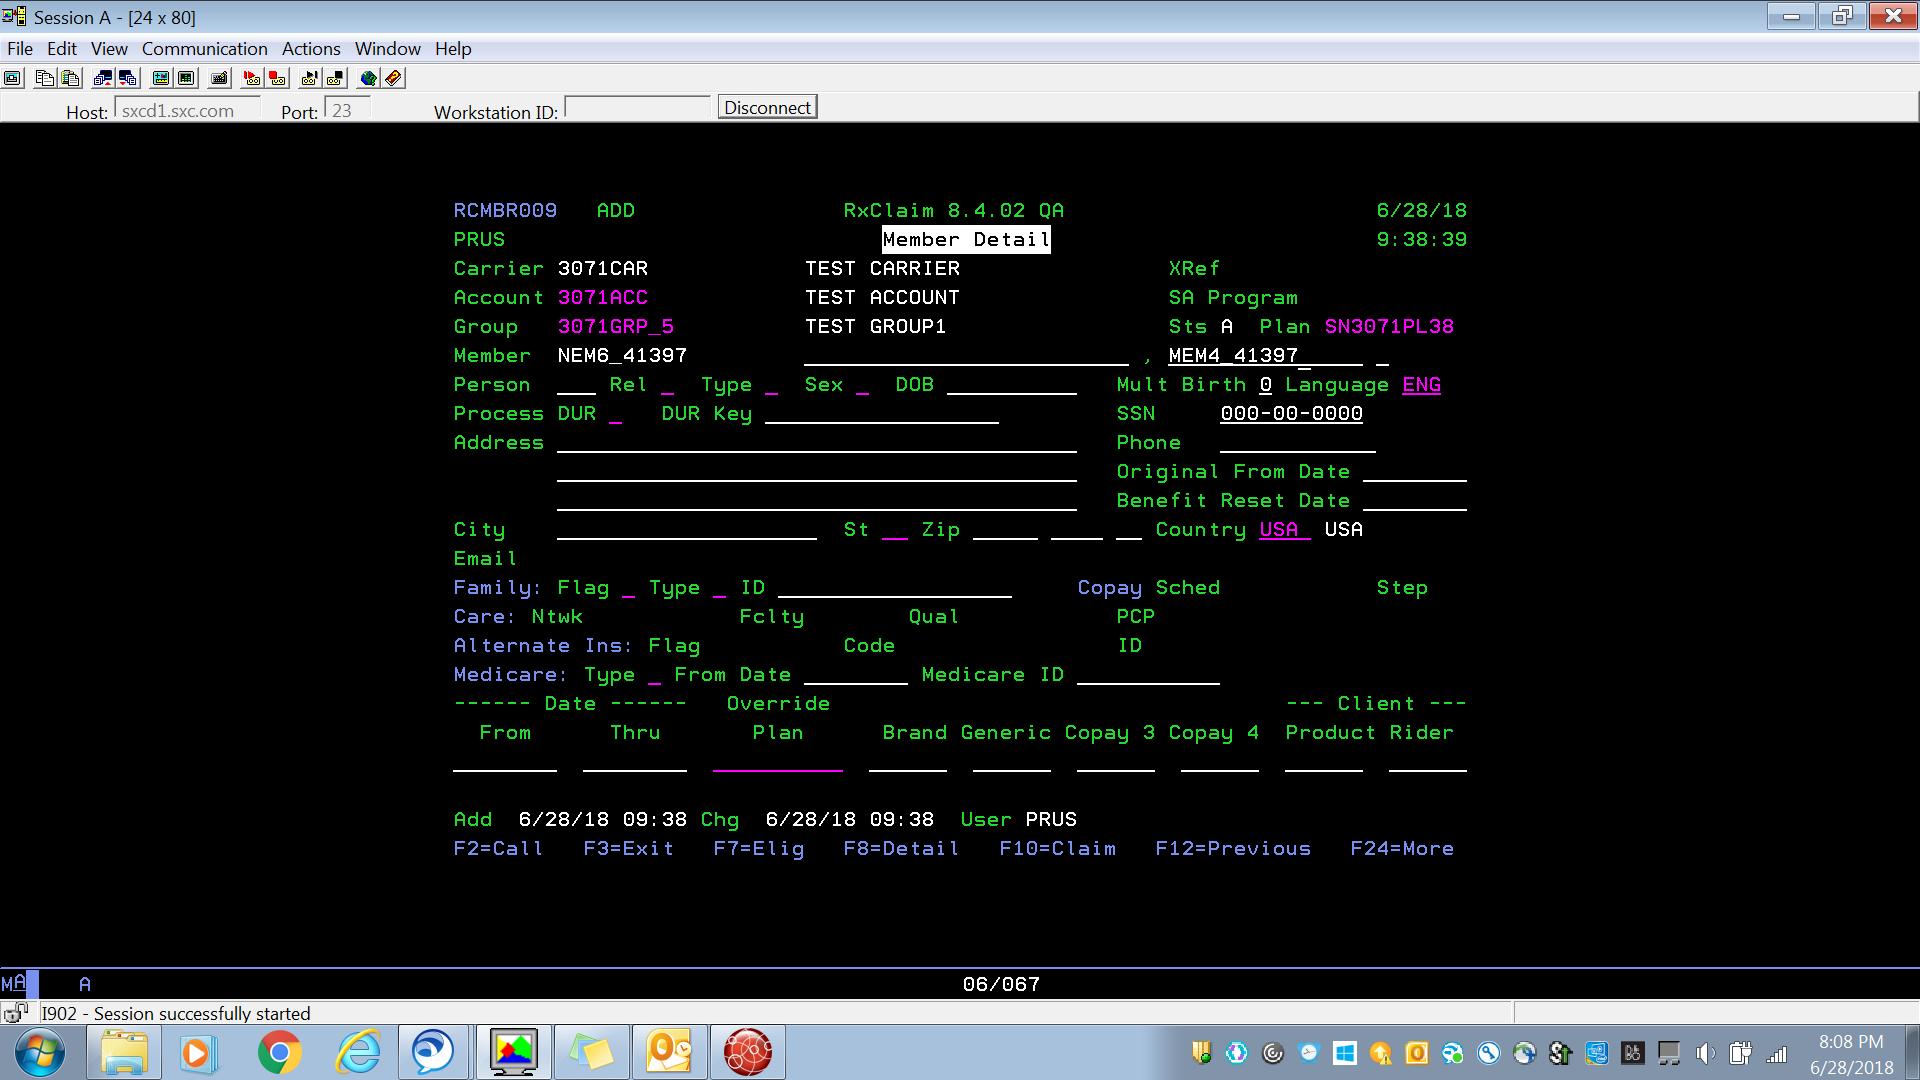 Session A - [24 x 80]
File Edit View Communication Actions Window Help
Host: sxcd1.sxc.com Port: 23 Workstation ID: Disconnect
RCMBR009 ADD RxClaim 8.4.02 QA 6/28/18
PRUS Member Detail 9:38:39
Carrier 3071CAR TEST CARRIER XRef
Account 3071ACC TEST ACCOUNT SA Program
Group 3071GRP_5 TEST GROUP1 Sts A Plan SN3071PL38
Member NEM6_41397 , MEM4_41397
Person Rel Type Sex DOB Mult Birth 0 Language ENG
Process DUR DUR Key SSN 000-00-0000
Address Phone
Original From Date
Benefit Reset Date
City St Zip Country USA USA
Email
Family: Flag Type ID Copay Sched Step
Care: Ntwk Fclty Qual PCP
Alternate Ins: Flag Code ID
Medicare: Type From Date Medicare ID
------ Date ------ Override --- Client ---
From Thru Plan Brand Generic Copay 3 Copay 4 Product Rider
Add 6/28/18 09:38 Chg 6/28/18 09:38 User PRUS
F2=Call F3=Exit F7=Elig F8=Detail F10=Claim F12=Previous F24=More
MA A 06/067
I902 - Session successfully started
8:08 PM
6/28/2018